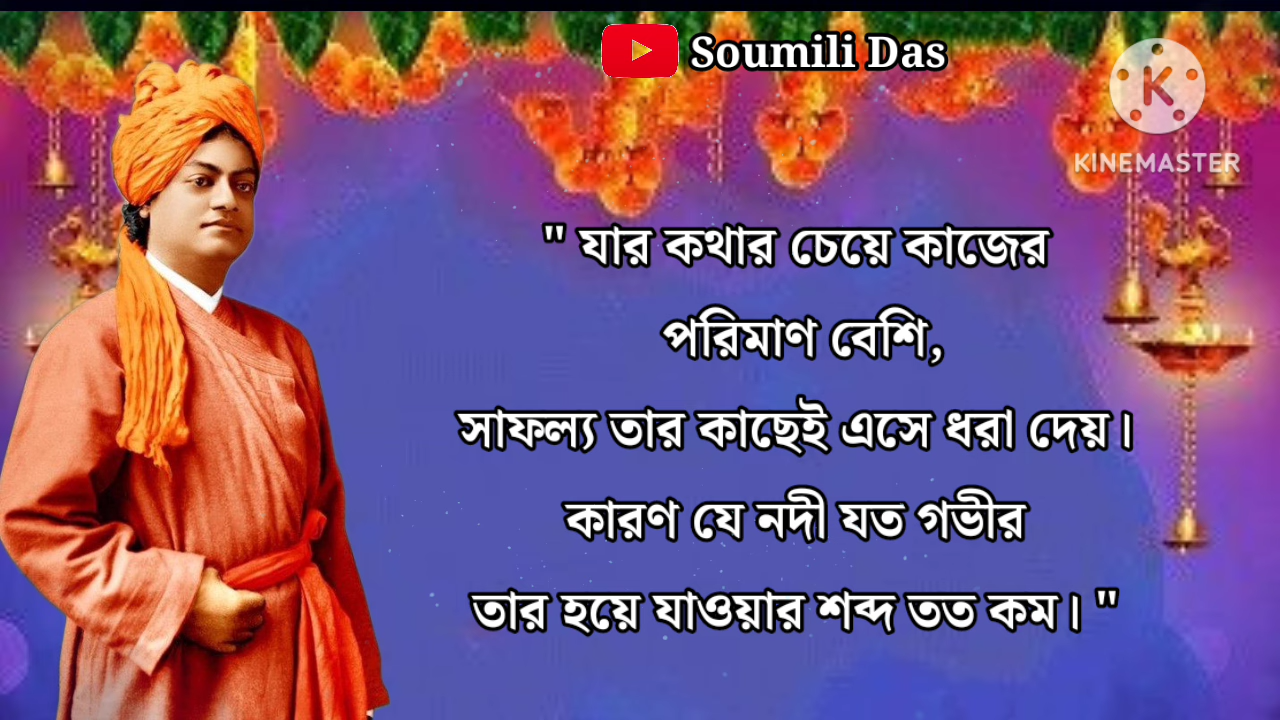 Soumili Das
K
KINEMASTER
" যার কথার চেয়ে কাজের
পরিমাণ বেশি,
সাফল্য তার কাছেই এসে ধরা দেয়।
কারণ যে নদী যত গভীর
তার হয়ে যাওয়ার শব্দ তত কম। "